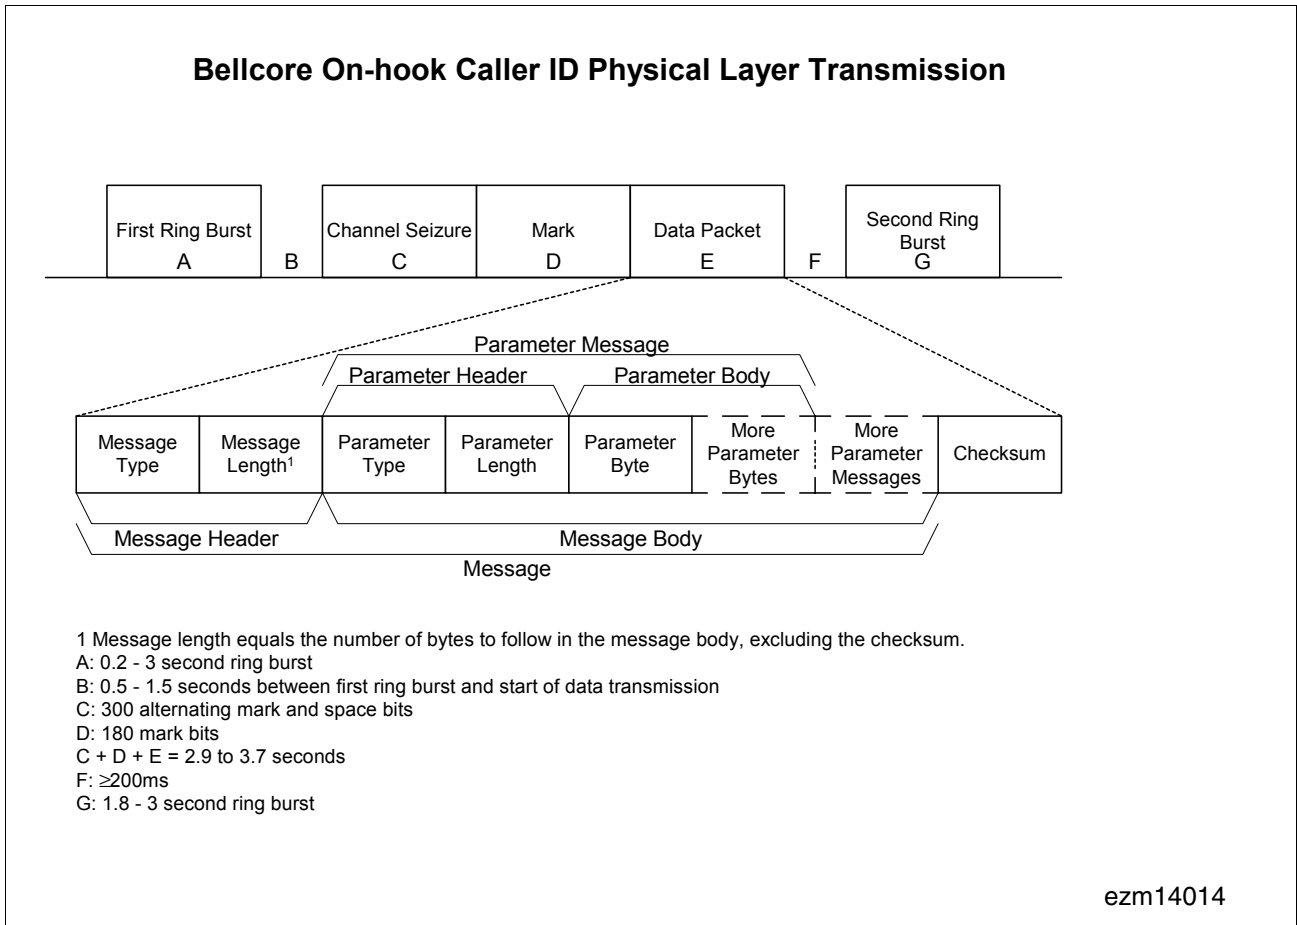 Bellcore On-hook Caller ID Physical Layer Transmission
First Ring Burst
A
B
Channel Seizure
C
Mark
D
Data Packet
E
F
Second Ring
Burst
G
Parameter Message
Parameter Header
Parameter Body
Message
Type
Message
Length¹
Parameter
Type
Parameter
Length
Parameter
Byte
More
Parameter
Bytes
More
Parameter
Messages
Checksum
Message Header
Message Body
Message
1 Message length equals the number of bytes to follow in the message body, excluding the checksum.
A: 0.2 - 3 second ring burst
B: 0.5 - 1.5 seconds between first ring burst and start of data transmission
C: 300 alternating mark and space bits
D: 180 mark bits
C + D + E = 2.9 to 3.7 seconds
F: ≥200ms
G: 1.8 - 3 second ring burst
ezm14014